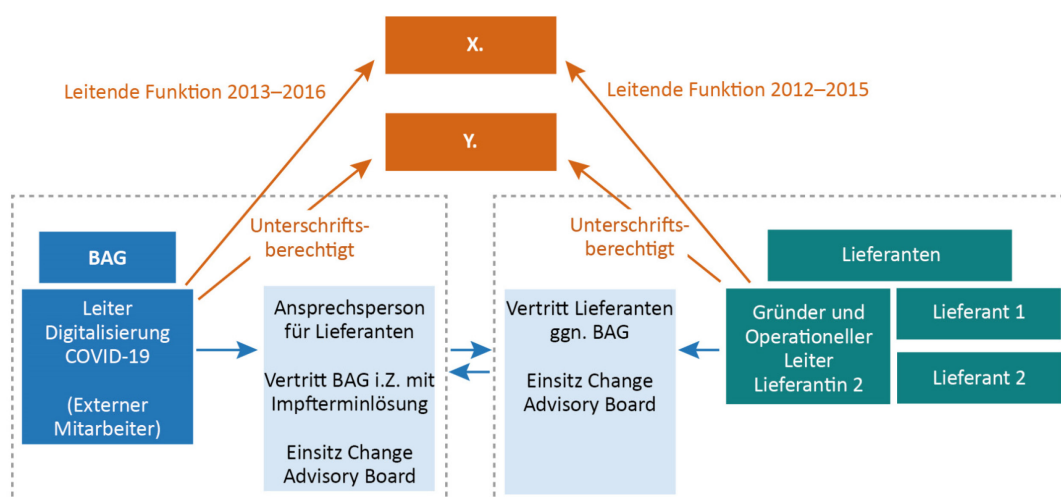 X.
Leitende Funktion 2013–2016
Leitende Funktion 2012–2015
Y.
Unterschrifts-
berechtigt
Unterschrifts-
berechtigt
BAG
Leiter
Digitalisierung
COVID-19
(Externer
Mitarbeiter)
Ansprechsperson
für Lieferanten
Vertritt BAG i.Z. mit
Impfterminlösung
Einsitz Change
Advisory Board
Vertritt Lieferanten
ggn. BAG
Einsitz Change
Advisory Board
Lieferanten
Gründer und
Operationeller
Leiter
Lieferantin 2
Lieferant 1
Lieferant 2